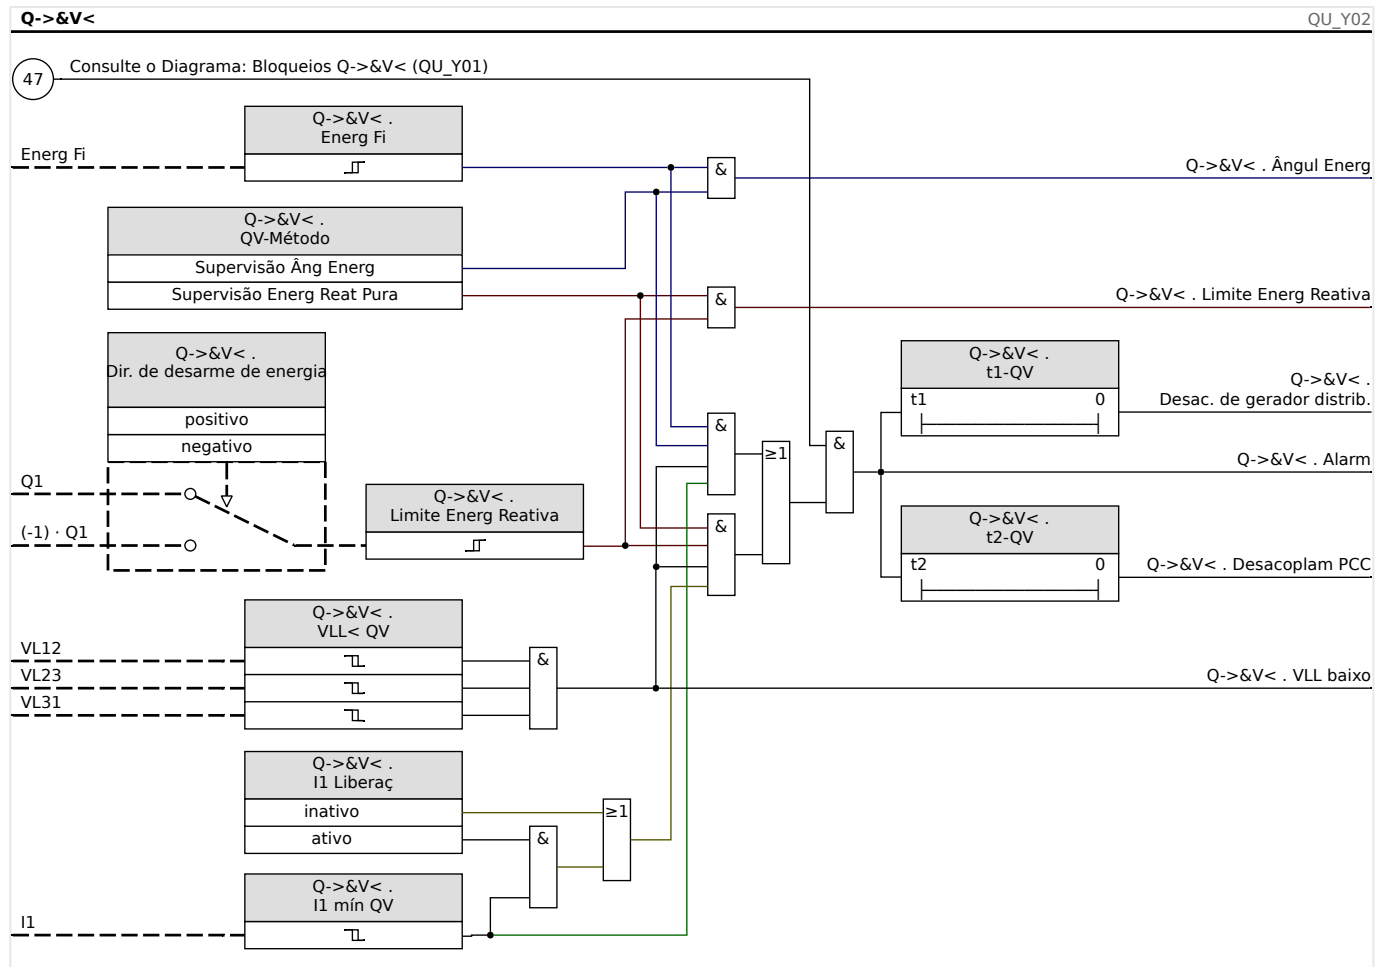 Q->&V<
QU_Y02
47
Consulte o Diagrama: Bloqueios Q->&V< (QU_Y01)
Q->&V< .
Energ Fi
Energ Fi
&
Q->&V< . Ângul Energ
Q->&V< .
QV-Método
Supervisão Âng Energ
Supervisão Energ Reat Pura
&
Q->&V< . Limite Energ Reativa
Q->&V< .
Dir. de desarme de energia
positivo
negativo
Q->&V< .
t1-QV
t1
0
Q->&V< .
Desac. de gerador distrib.
&
≥1
&
Q->&V< . Alarm
Q1
(-1) · Q1
Q->&V< .
Limite Energ Reativa
&
Q->&V< .
t2-QV
t2
0
Q->&V< . Desacoplam PCC
Q->&V< .
VLL< QV
VL12
VL23
VL31
&
Q->&V< . VLL baixo
Q->&V< .
I1 Liberaç
inativo
ativo
&
≥1
Q->&V< .
I1 mín QV
I1